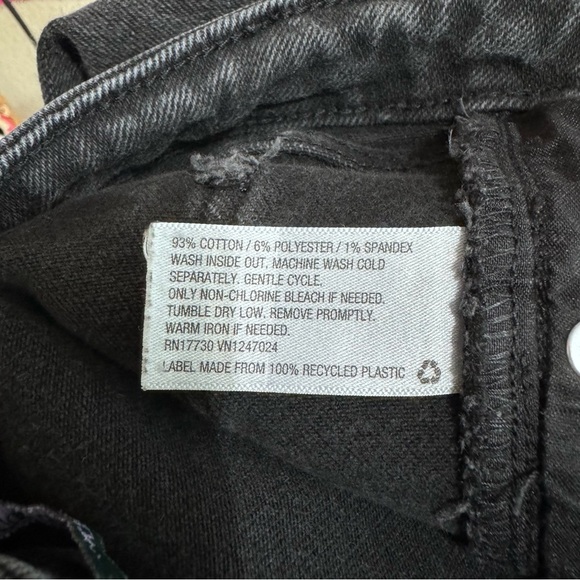 93% COTTON / 6% POLYESTER / 1% SPANDEX
WASH INSIDE OUT. MACHINE WASH COLD
SEPARATELY. GENTLE CYCLE.
ONLY NON-CHLORINE BLEACH IF NEEDED.
TUMBLE DRY LOW. REMOVE PROMPTLY.
WARM IRON IF NEEDED.
RN17730 VN1247024
LABEL MADE FROM 100% RECYCLED PLASTIC